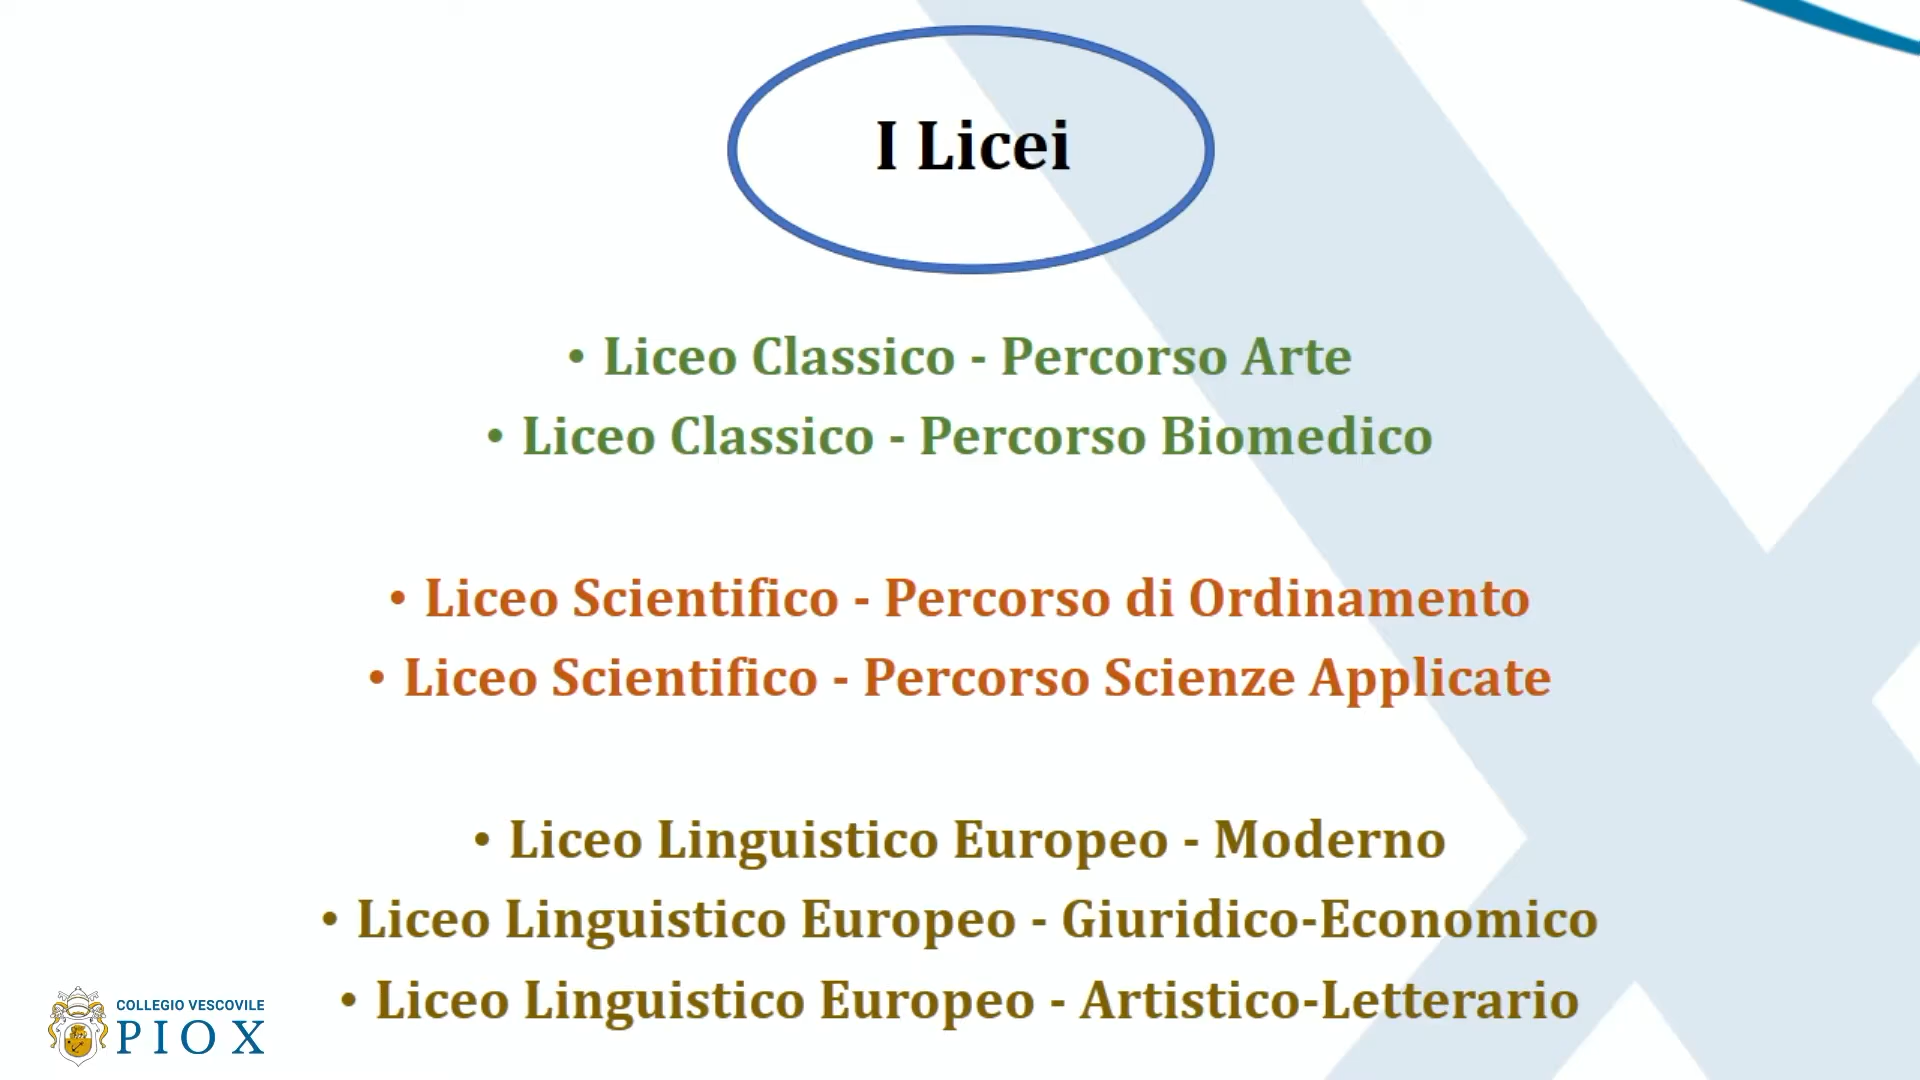 I Licei
• Liceo Classico - Percorso Arte
• Liceo Classico - Percorso Biomedico
• Liceo Scientifico - Percorso di Ordinamento
• Liceo Scientifico - Percorso Scienze Applicate
• Liceo Linguistico Europeo - Moderno
• Liceo Linguistico Europeo - Giuridico-Economico
• Liceo Linguistico Europeo - Artistico-Letterario
COLLEGIO VESCOVILE
PIO X